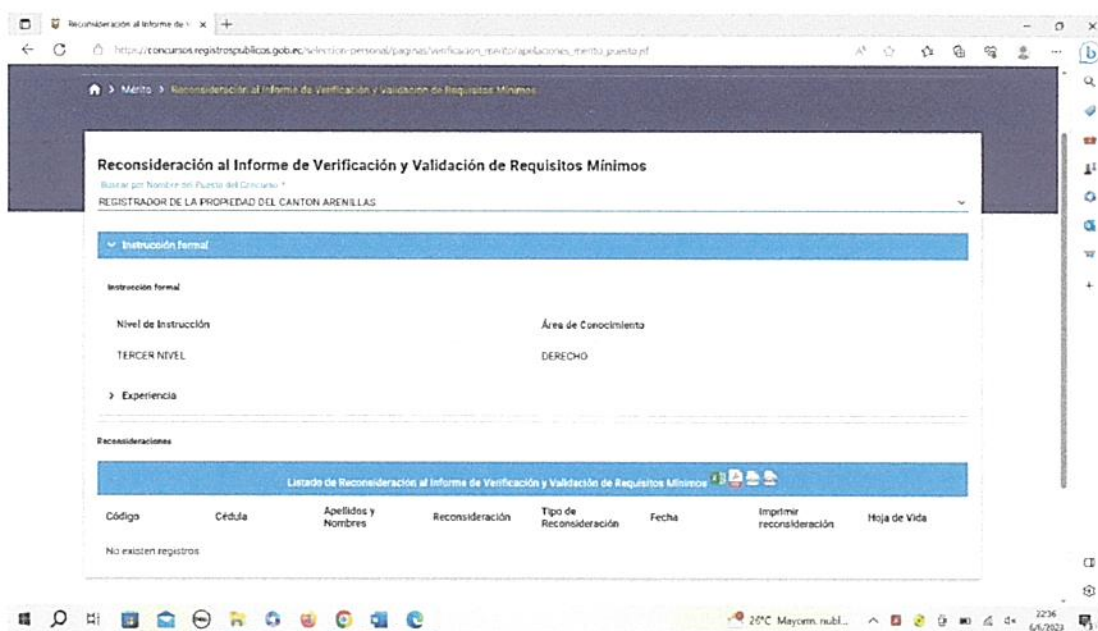 Reconsideración al Informe de V
https://concursos.registrospublicos.gob.ec/seleccion-personal/paginas/verificacion_merito/apelaciones_merito_puesto.jsf
> Mérito > Reconsideración al Informe de Verificación y Validación de Requisitos Mínimos
Reconsideración al Informe de Verificación y Validación de Requisitos Mínimos
Buscar por Nombre del Puesto del Concurso *
REGISTRADOR DE LA PROPIEDAD DEL CANTON ARENILLAS
Instrucción formal
Instrucción formal
Nivel de Instrucción Área de Conocimiento
TERCER NIVEL DERECHO
> Experiencia
Reconsideraciones
Listado de Reconsideración al Informe de Verificación y Validación de Requisitos Mínimos
Código Cédula Apellidos y Nombres Reconsideración Tipo de Reconsideración Fecha Imprimir reconsideración Hoja de Vida
No existen registros
26°C Mayorm. nubl...
22:36
6/6/2023